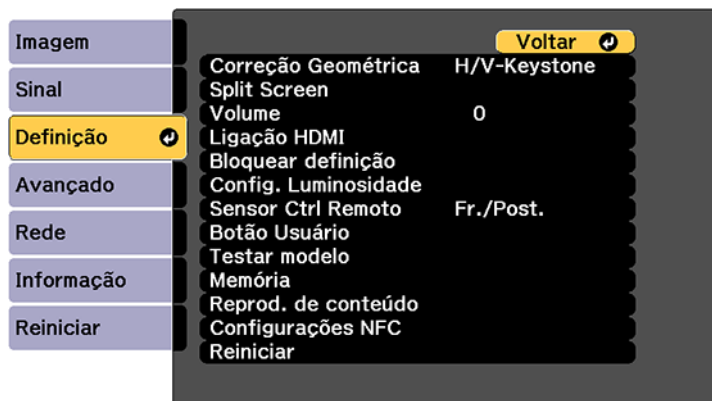 Imagem
Sinal
Definição
Avançado
Rede
Informação
Reiniciar
Voltar
Correção Geométrica H/V-Keystone
Split Screen
Volume 0
Ligação HDMI
Bloquear definição
Config. Luminosidade
Sensor Ctrl Remoto Fr./Post.
Botão Usuário
Testar modelo
Memória
Reprod. de conteúdo
Configurações NFC
Reiniciar